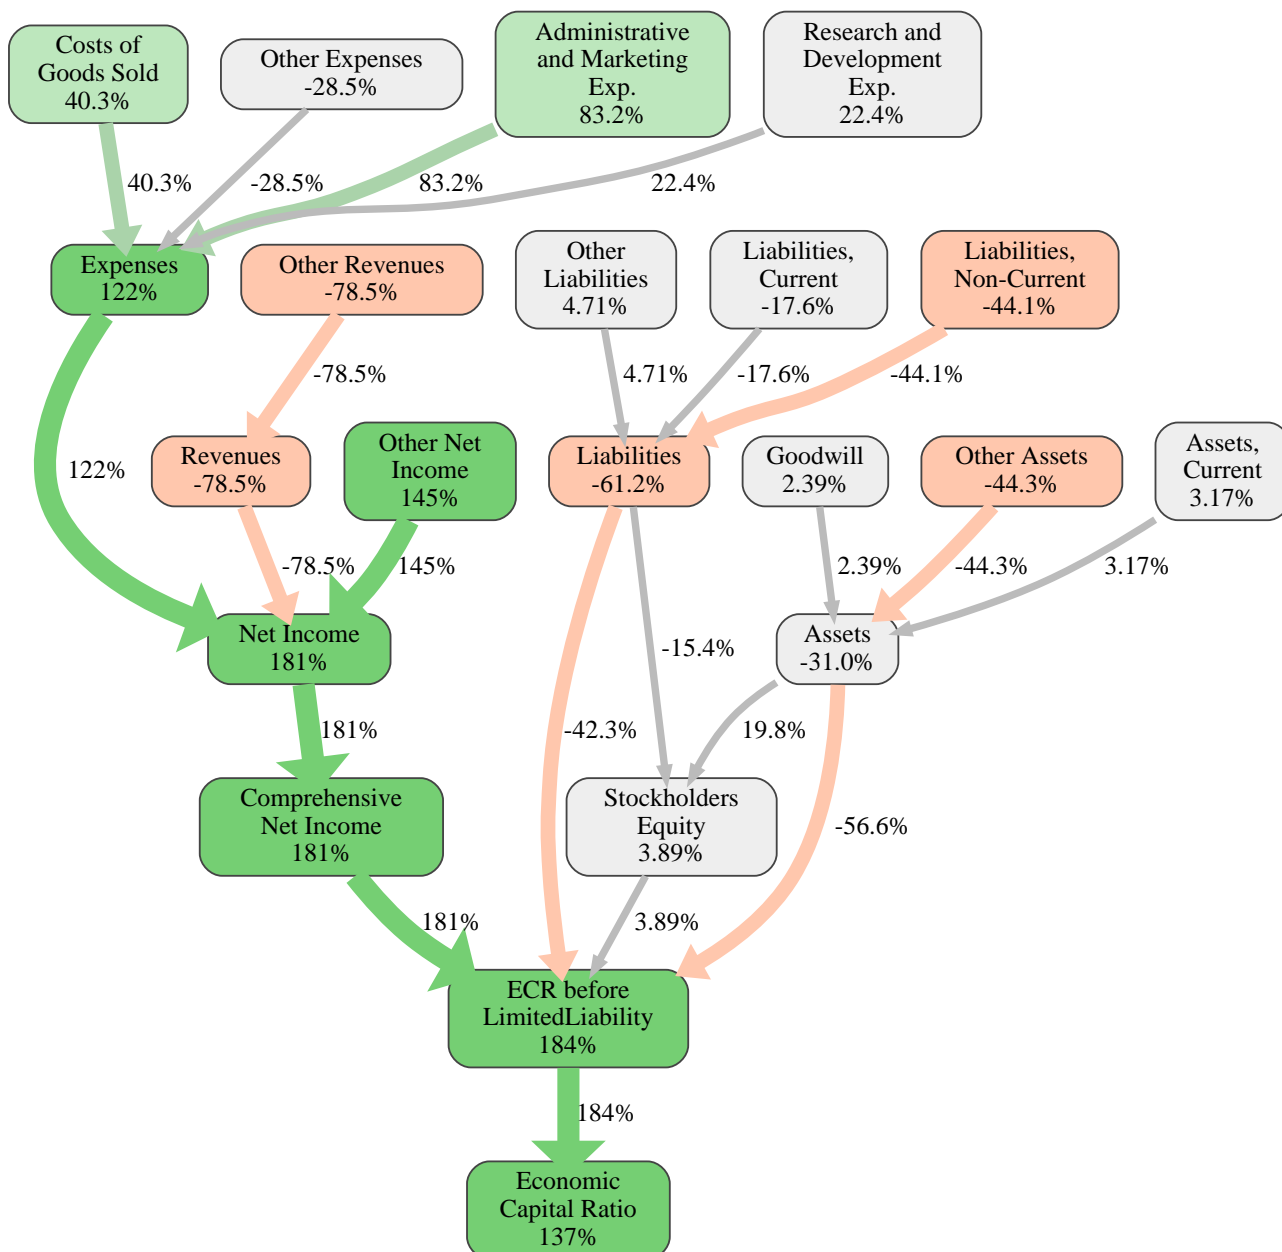 Costs of
Goods Sold
40.3%
Other Expenses
-28.5%
Administrative
and Marketing
Exp.
83.2%
Research and
Development
Exp.
22.4%
40.3%
-28.5%
83.2%
22.4%
Expenses
122%
Other Revenues
-78.5%
Other
Liabilities
4.71%
Liabilities,
Current
-17.6%
Liabilities,
Non-Current
-44.1%
-78.5%
4.71%
-17.6%
-44.1%
122%
Revenues
-78.5%
Other Net
Income
145%
Liabilities
-61.2%
Goodwill
2.39%
Other Assets
-44.3%
Assets,
Current
3.17%
-78.5%
145%
2.39%
-44.3%
3.17%
Net Income
181%
-15.4%
Assets
-31.0%
181%
-42.3%
19.8%
-56.6%
Comprehensive
Net Income
181%
Stockholders
Equity
3.89%
181%
3.89%
ECR before
LimitedLiability
184%
184%
Economic
Capital Ratio
137%